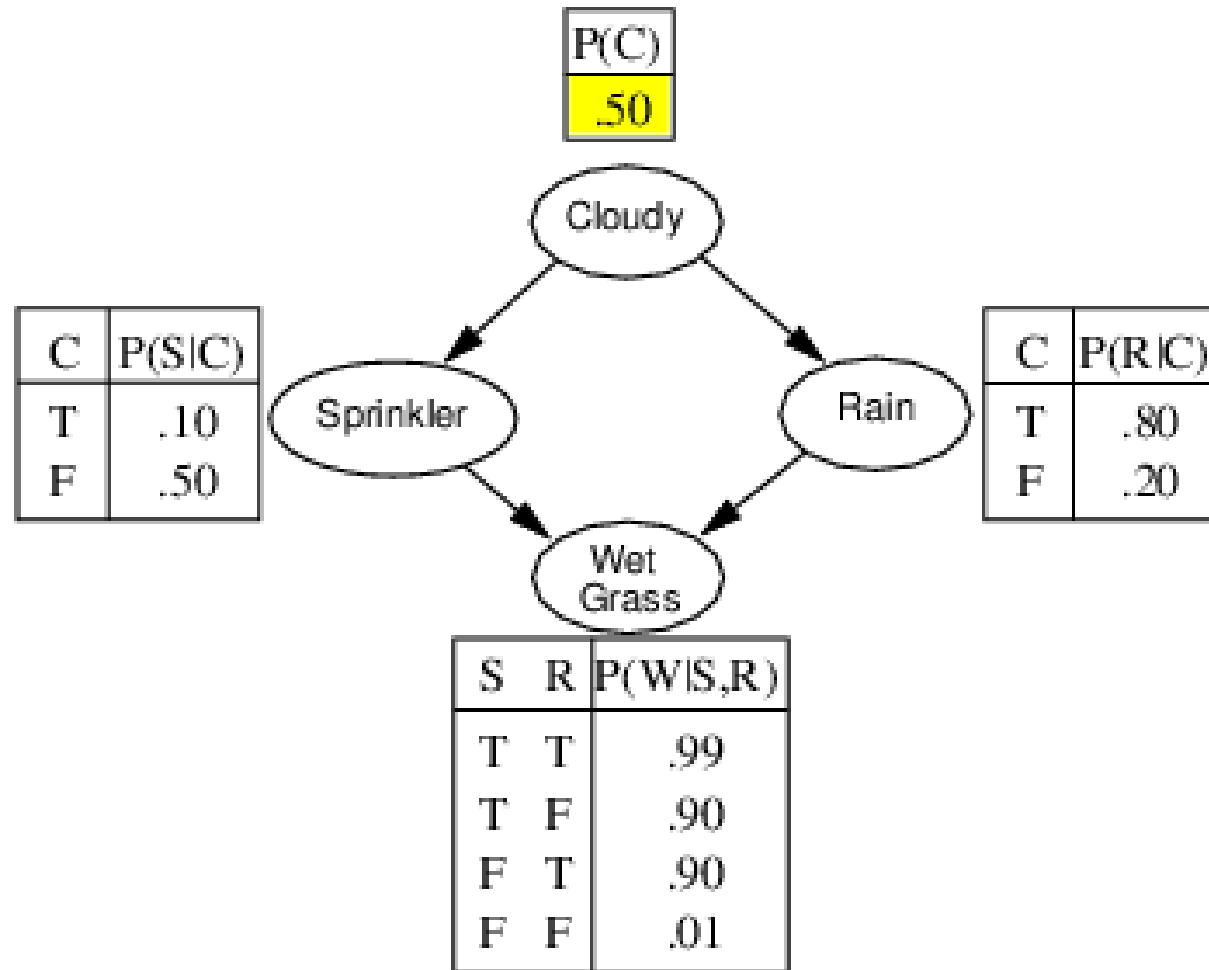 P(C)
.50
Cloudy
C P(S|C)
T .10
F .50
Sprinkler
Rain
C P(R|C)
T .80
F .20
Wet
Grass
S R P(W|S,R)
T T .99
T F .90
F T .90
F F .01